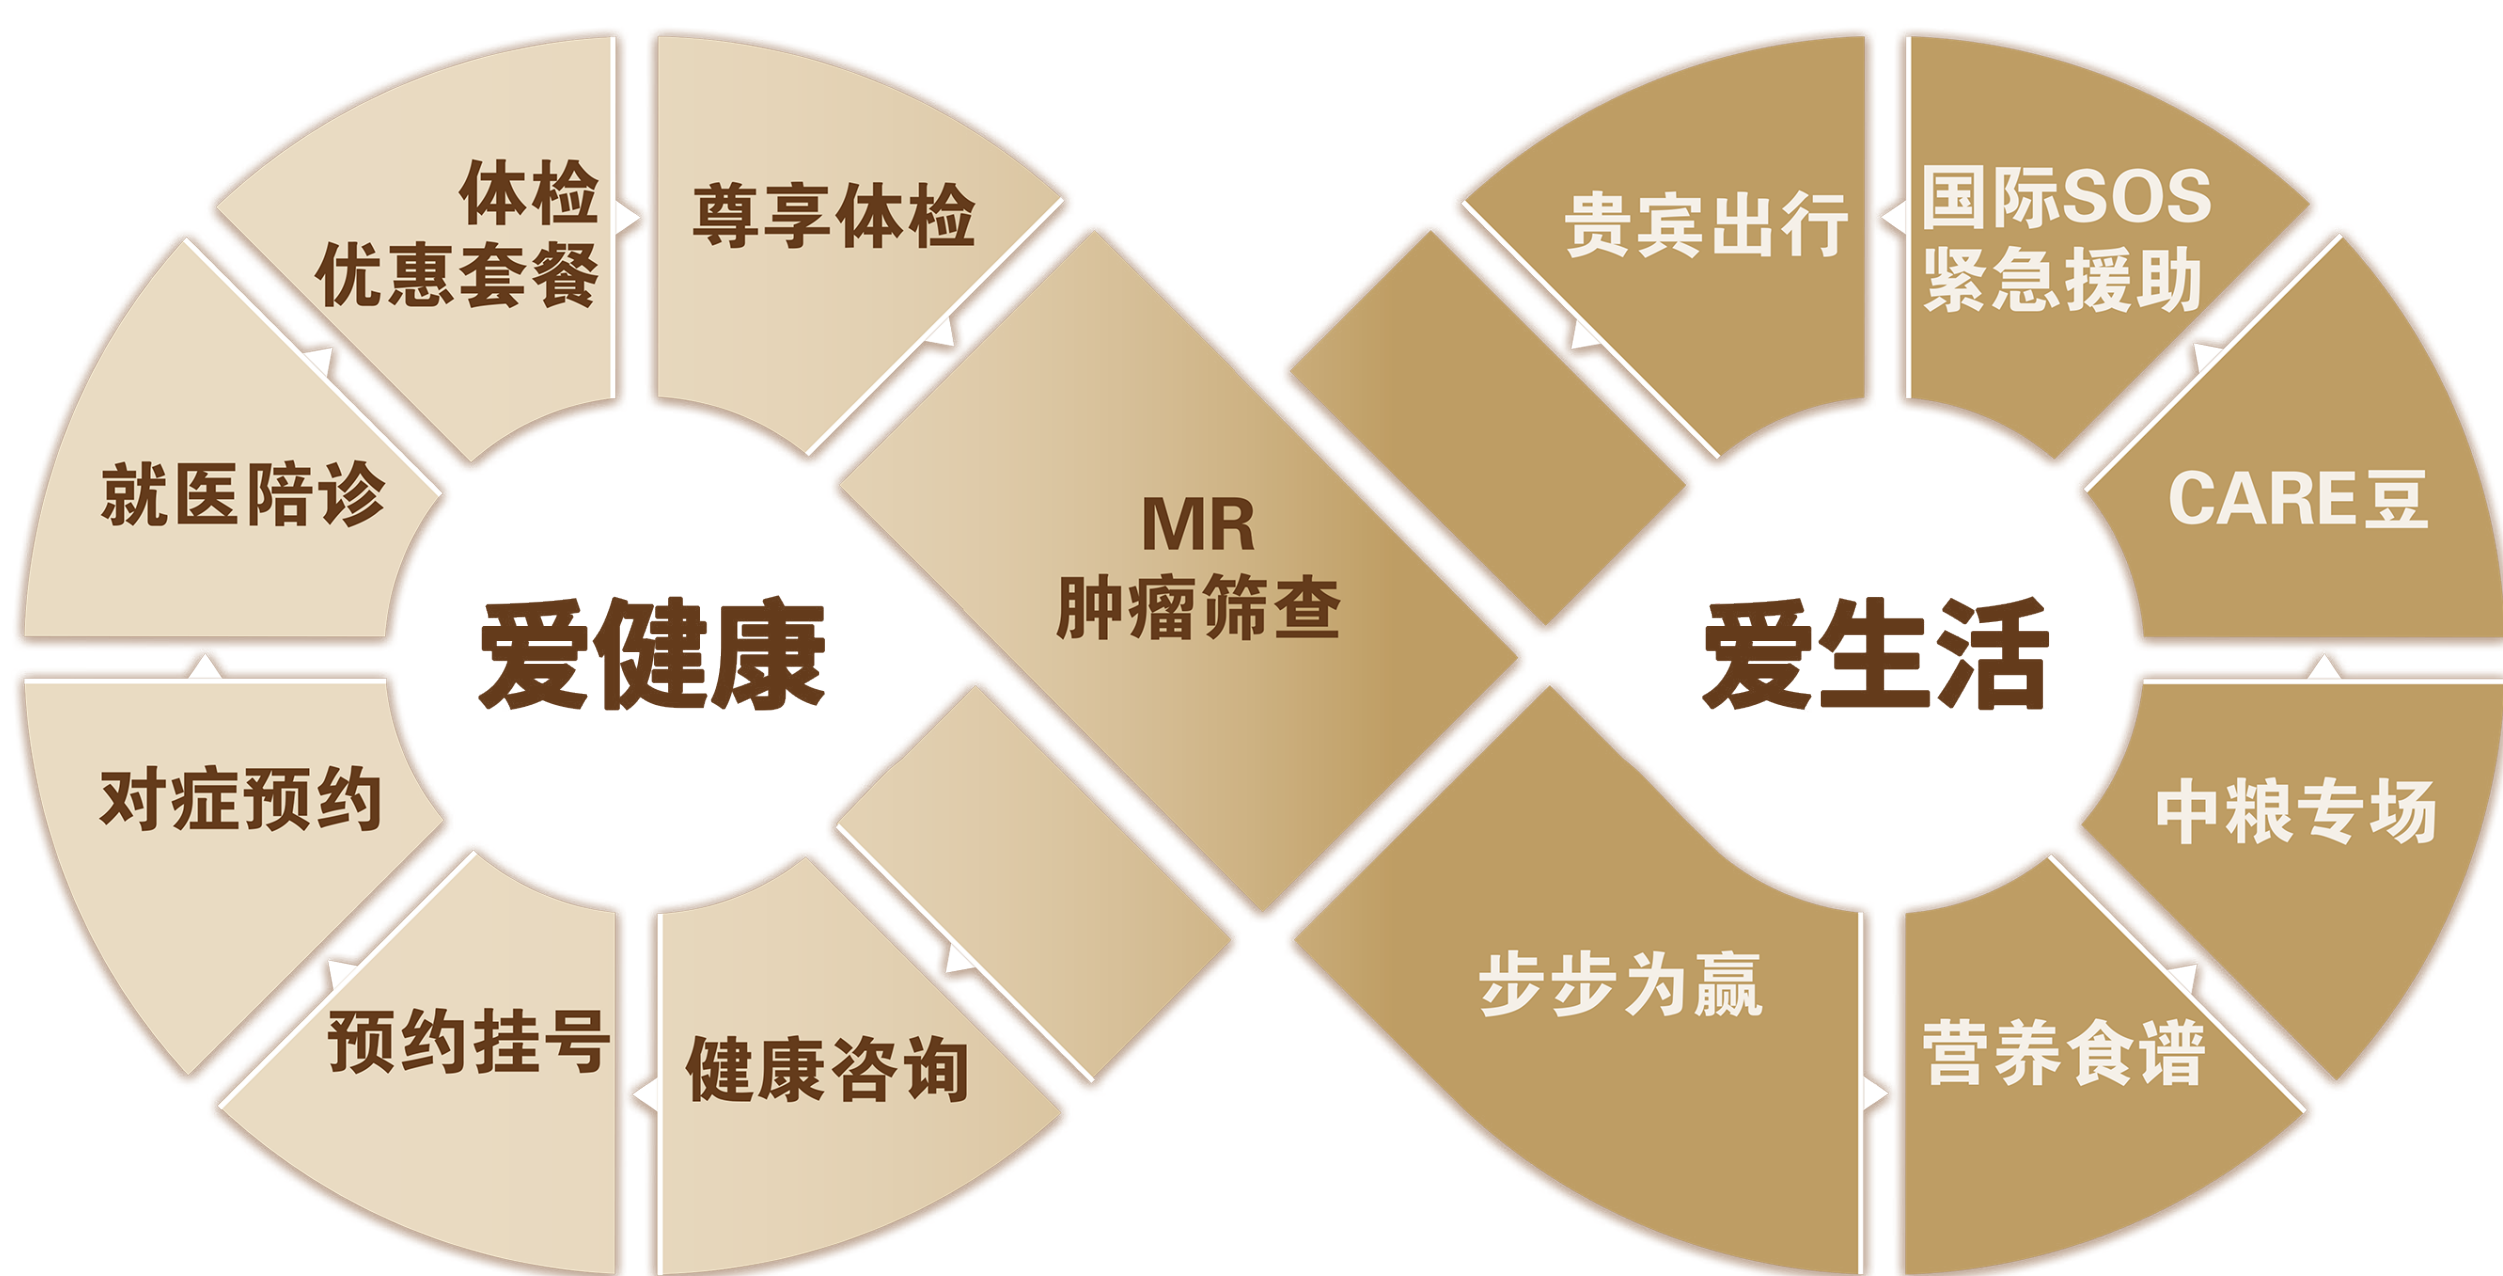 体检
优惠套餐
尊享体检
就医陪诊
对症预约
预约挂号
健康咨询
爱健康
MR
肿瘤筛查
贵宾出行
国际SOS
紧急援助
CARE豆
中粮专场
营养食谱
步步为赢
爱生活